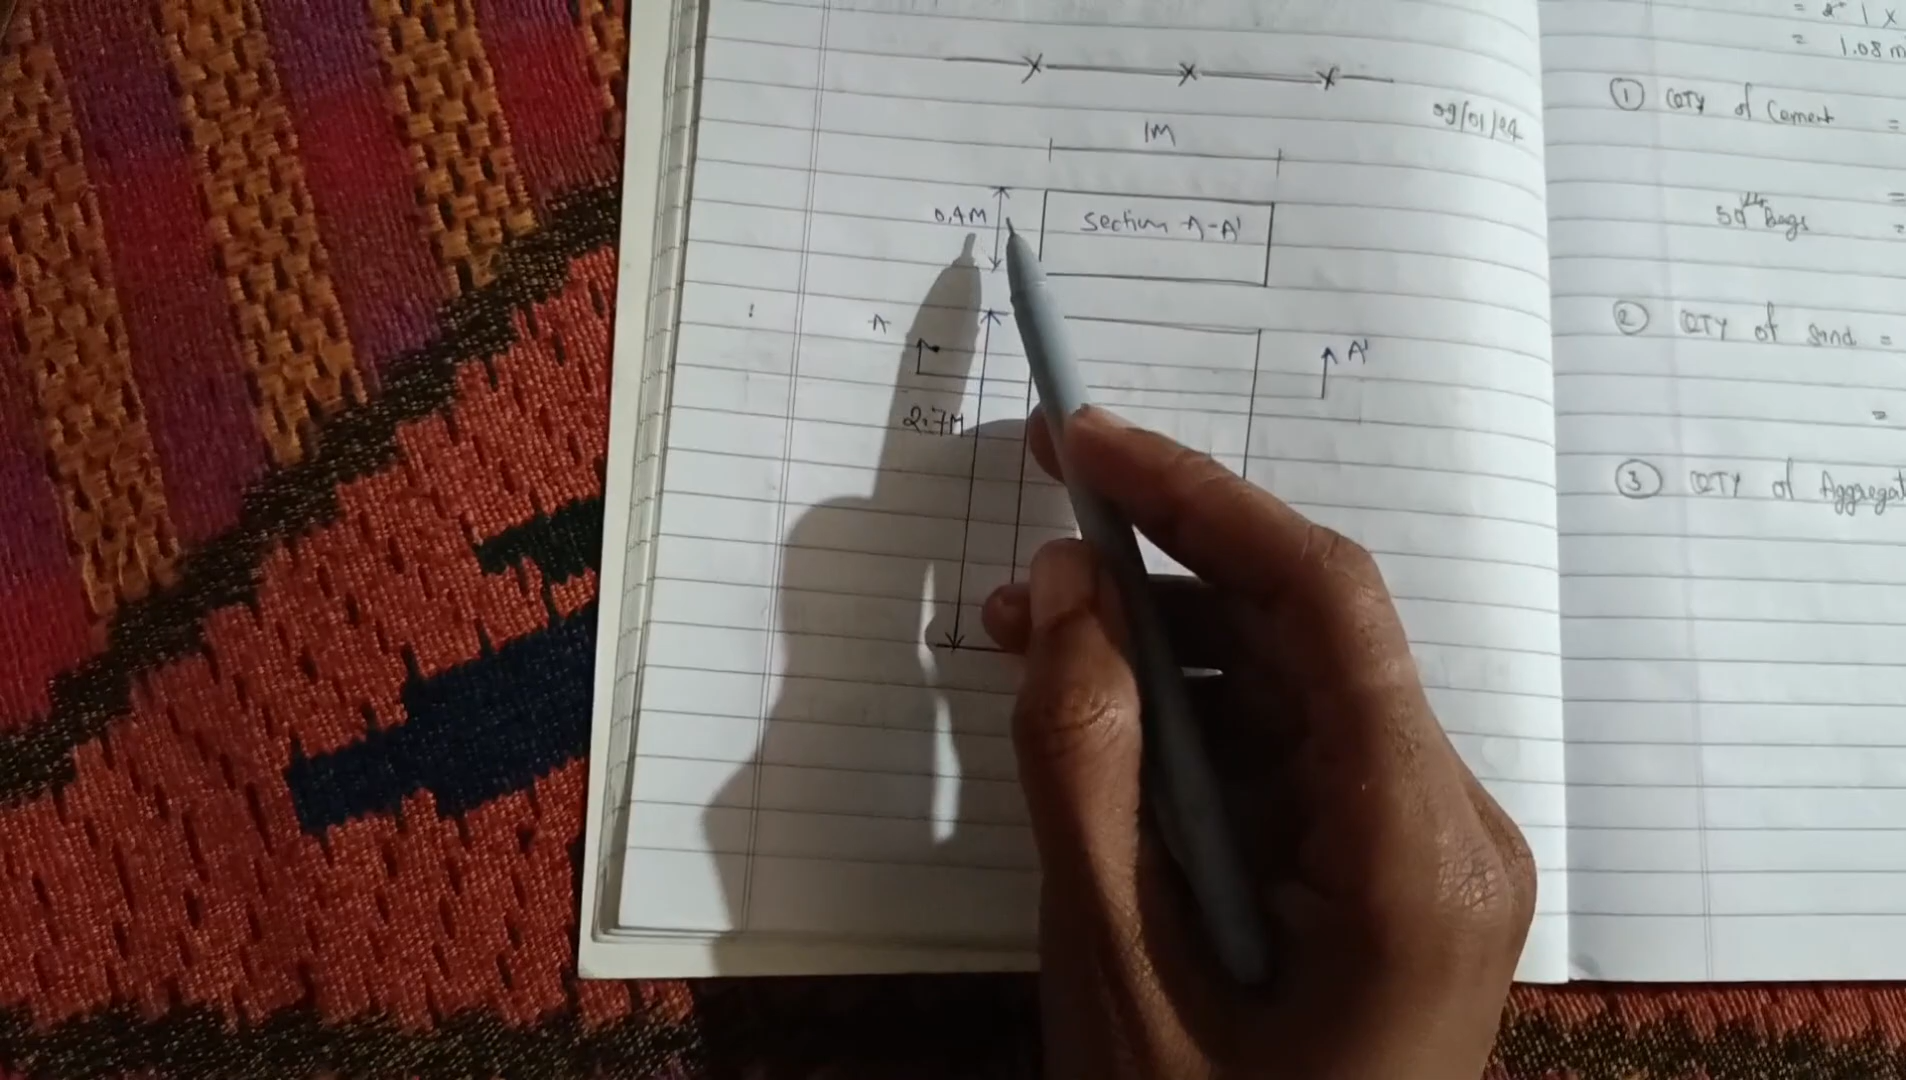 09/01/24
1M
0.4M
Section A-A'
A
A'
2.7M
= 1 x
= 1.08 m
① QTY of Cement =
=
50 Bags =
② QTY of Sand =
=
③ QTY of Aggregat